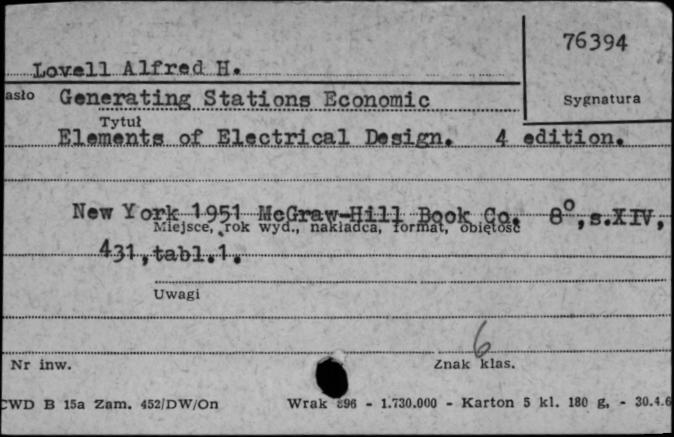 76394
Lovell Alfred H.
asło Generating Stations Economic
Sygnatura
Tytuł
Elements of Electrical Design. 4 edition.
New York 1951 McGraw-Hill Book Co. 8°, s.XIV,
Miejsce, rok wyd., nakładca, format, objętość
431, tabl.1.
Uwagi
6
Nr inw. Znak klas.
CWD B 15a Zam. 452/DW/On Wrak 896 - 1.730.000 - Karton 5 kl. 180 g. - 30.4.6